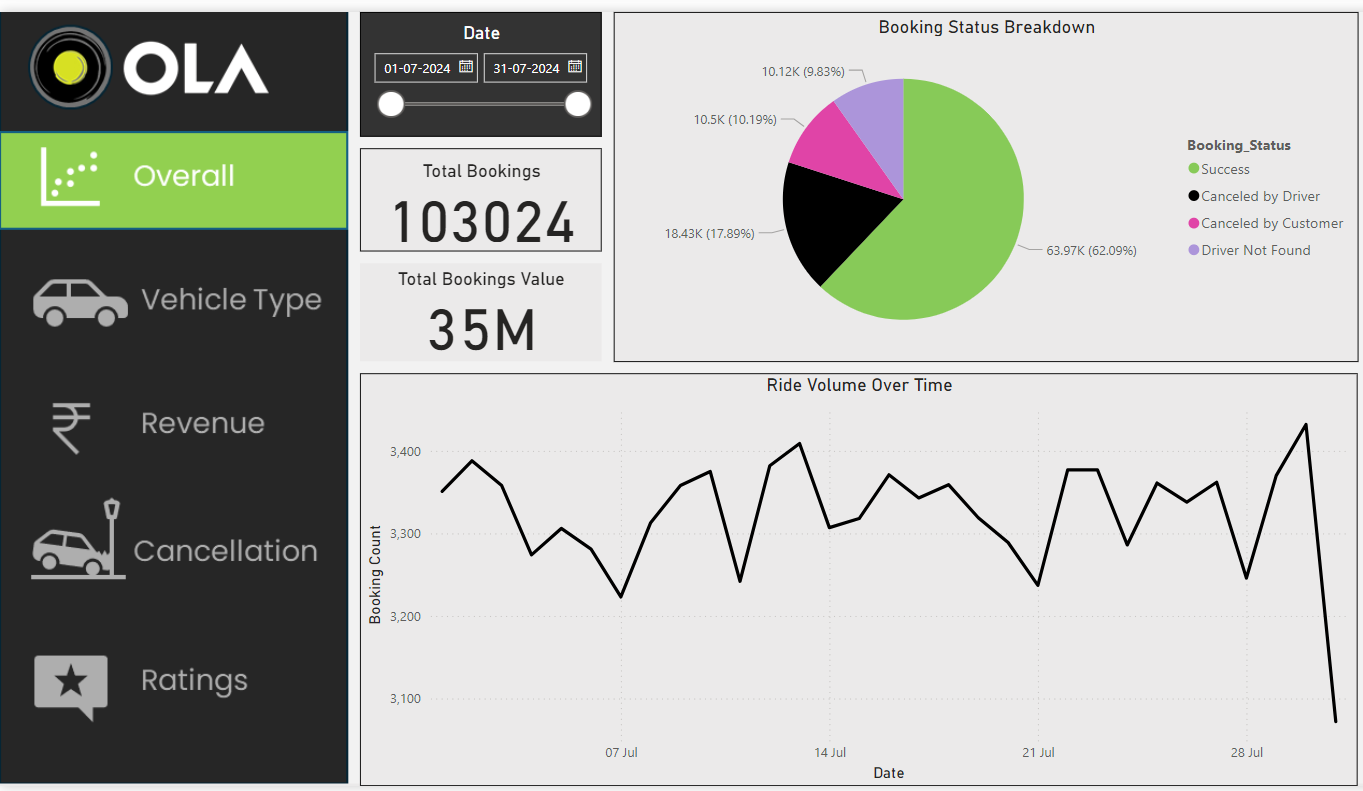 OLA
Overall
Vehicle Type
Revenue
Cancellation
Ratings
Date
01-07-2024 31-07-2024
Total Bookings
103024
Total Bookings Value
35M
Booking Status Breakdown
10.12K (9.83%)
10.5K (10.19%)
18.43K (17.89%)
63.97K (62.09%)
Booking_Status
Success
Canceled by Driver
Canceled by Customer
Driver Not Found
Ride Volume Over Time
Booking Count
3,400
3,300
3,200
3,100
07 Jul 14 Jul 21 Jul 28 Jul
Date